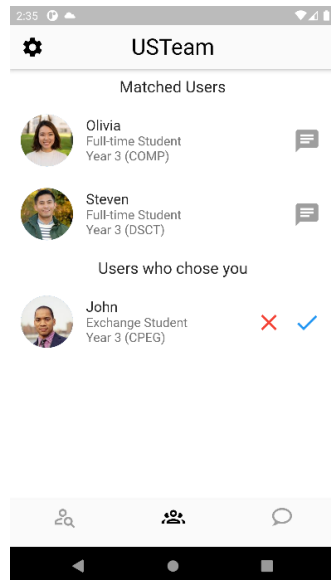 2:35
USTeam
Matched Users
Olivia
Full-time Student
Year 3 (COMP)
Steven
Full-time Student
Year 3 (DSCT)
Users who chose you
John
Exchange Student
Year 3 (CPEG)